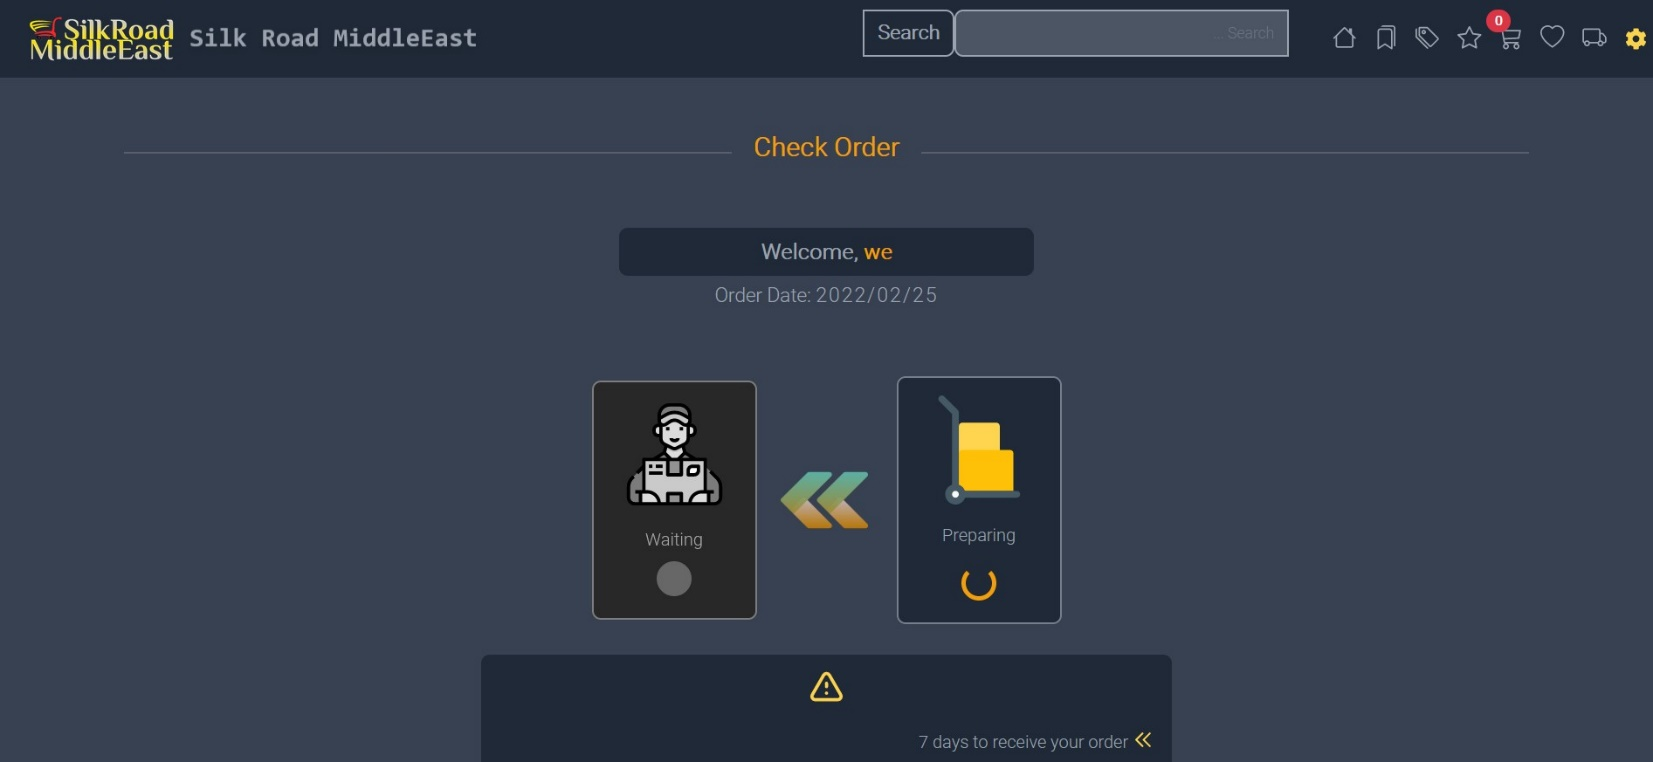 SilkRoad
MiddleEast
Silk Road MiddleEast
Search
... Search
0
Check Order
Welcome, we
Order Date: 2022/02/25
Waiting
Preparing
7 days to receive your order